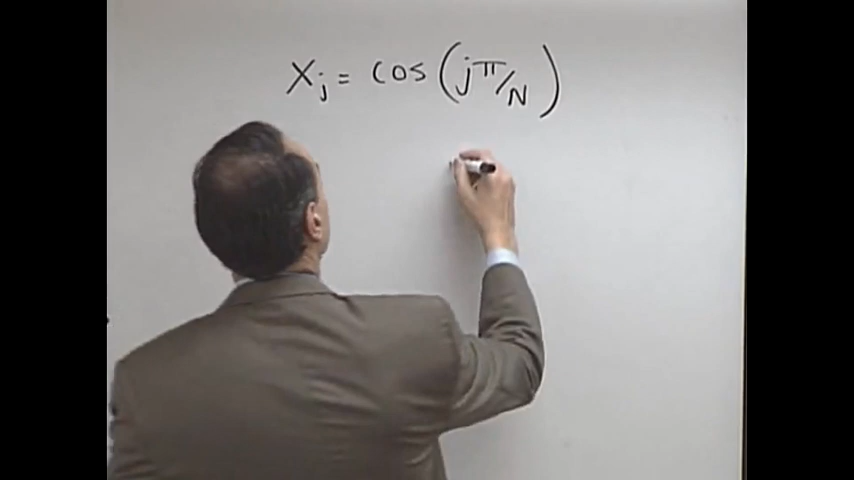 Xj = cos (jπ/N)